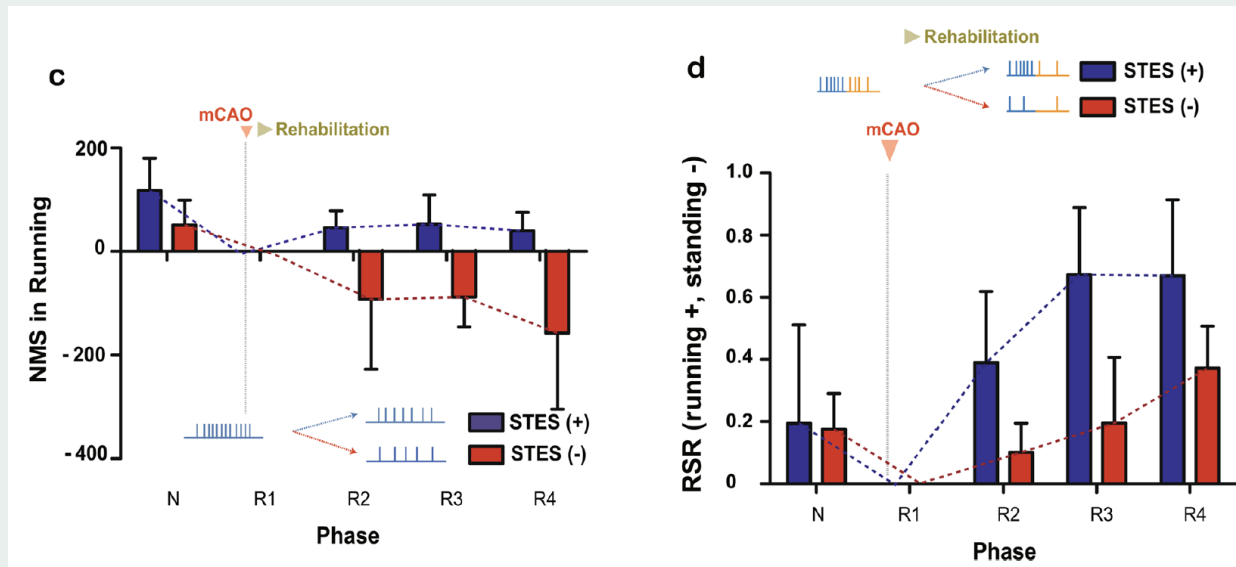 c
mCAO
Rehabilitation
NMS in Running
200
0
-200
-400
STES (+)
STES (-)
N R1 R2 R3 R4
Phase
d
Rehabilitation
STES (+)
STES (-)
mCAO
RSR (running +, standing -)
1.0
0.8
0.6
0.4
0.2
0
N R1 R2 R3 R4
Phase